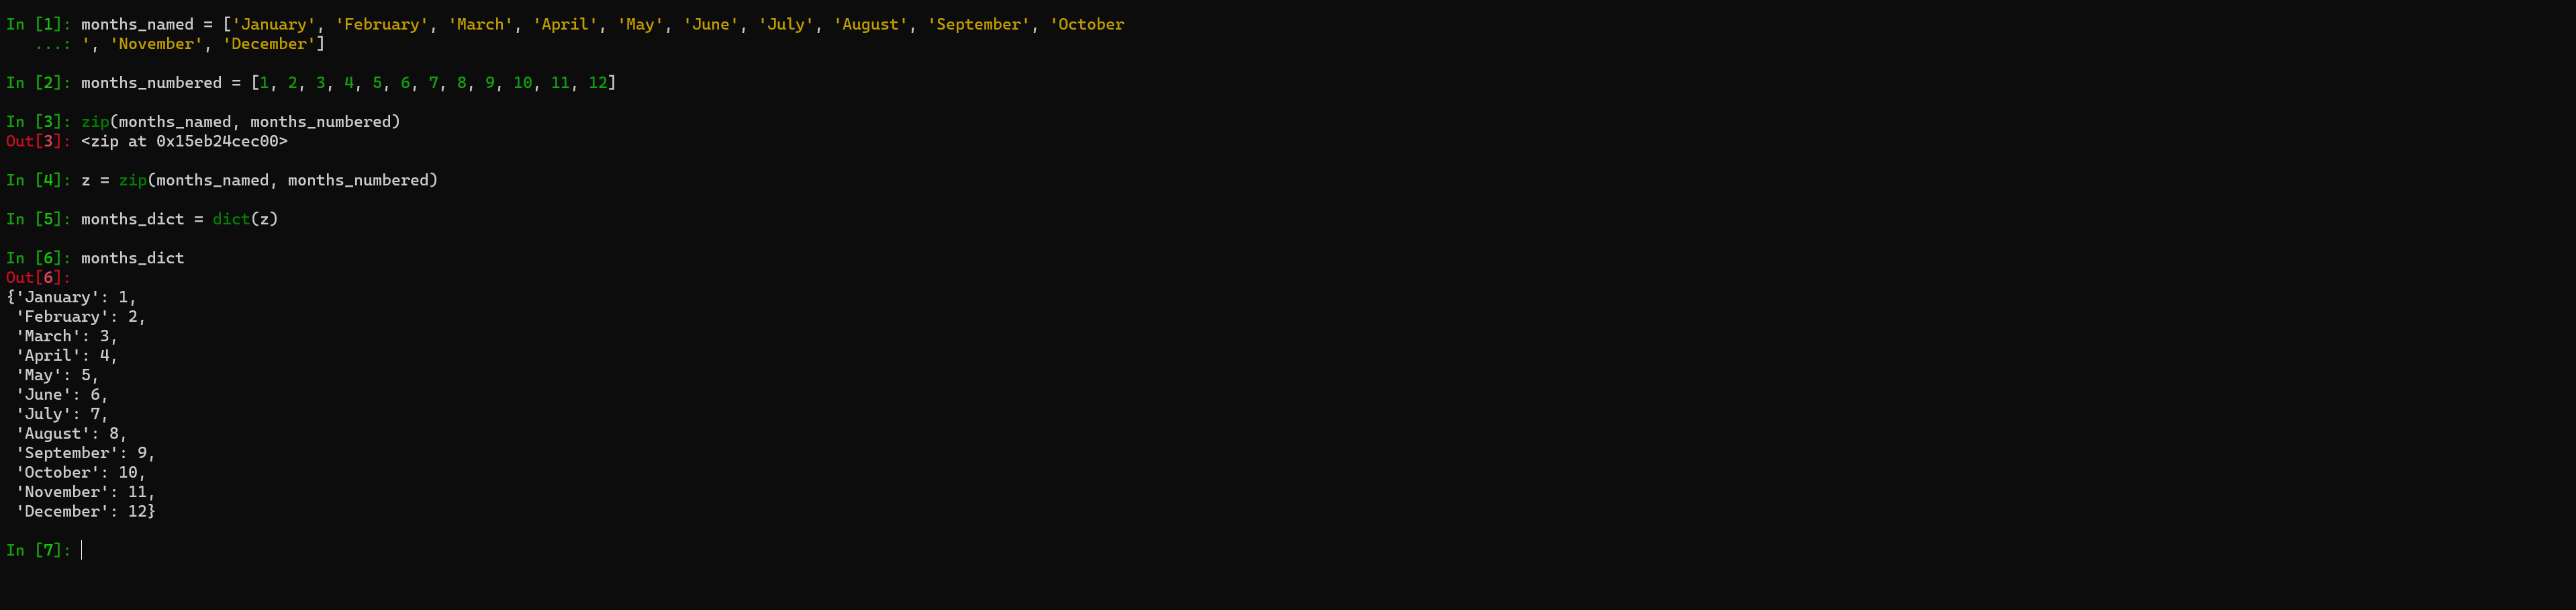 In [1]: months_named = ['January', 'February', 'March', 'April', 'May', 'June', 'July', 'August', 'September', 'October
   ...: ', 'November', 'December']
In [2]: months_numbered = [1, 2, 3, 4, 5, 6, 7, 8, 9, 10, 11, 12]
In [3]: zip(months_named, months_numbered)
Out[3]: <zip at 0x15eb24cec00>
In [4]: z = zip(months_named, months_numbered)
In [5]: months_dict = dict(z)
In [6]: months_dict
Out[6]:
{'January': 1,
 'February': 2,
 'March': 3,
 'April': 4,
 'May': 5,
 'June': 6,
 'July': 7,
 'August': 8,
 'September': 9,
 'October': 10,
 'November': 11,
 'December': 12}
In [7]: